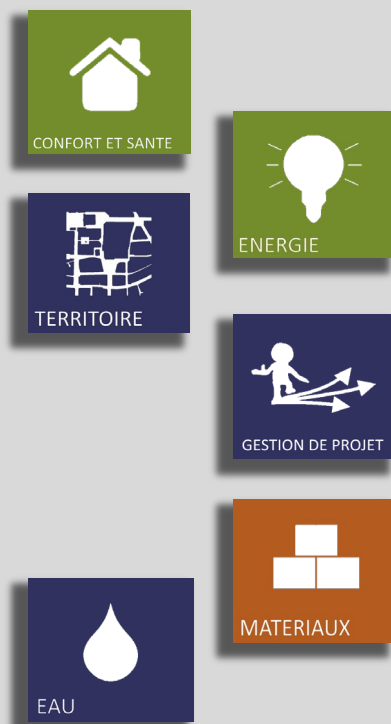 CONFORT ET SANTE
ENERGIE
TERRITOIRE
GESTION DE PROJET
MATERIAUX
EAU